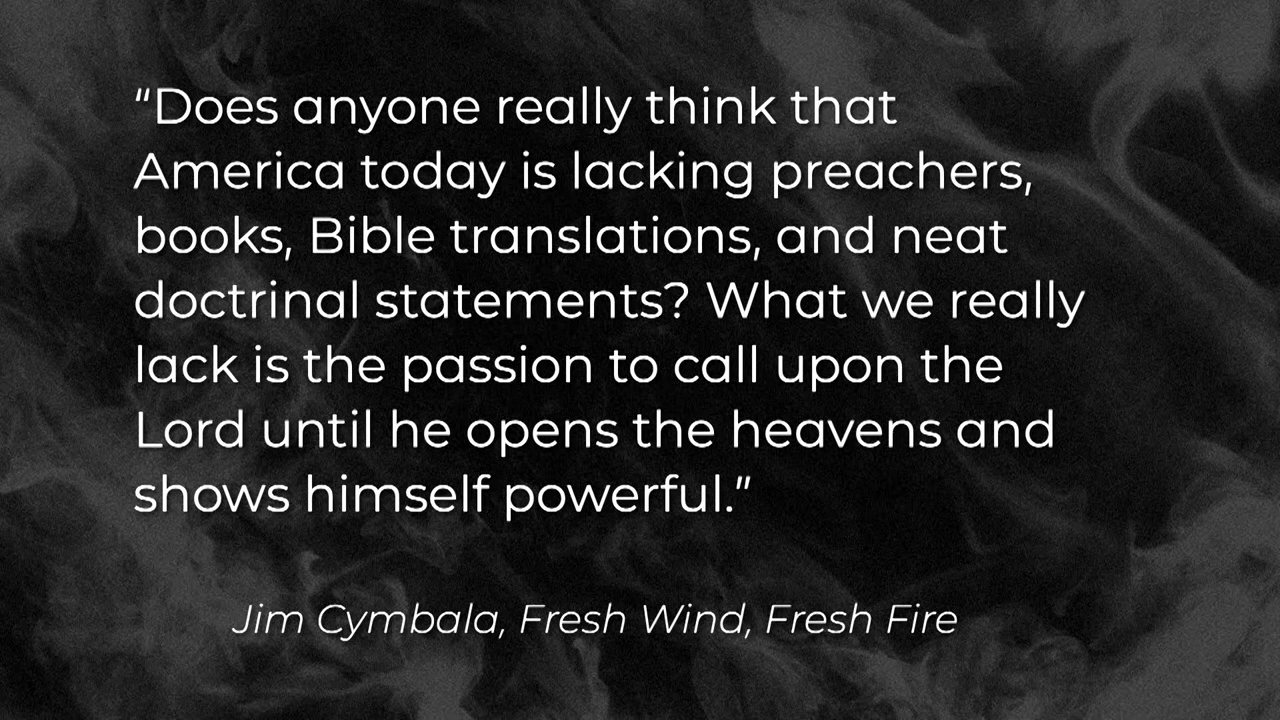 “Does anyone really think that
America today is lacking preachers,
books, Bible translations, and neat
doctrinal statements? What we really
lack is the passion to call upon the
Lord until he opens the heavens and
shows himself powerful.”
Jim Cymbala, Fresh Wind, Fresh Fire